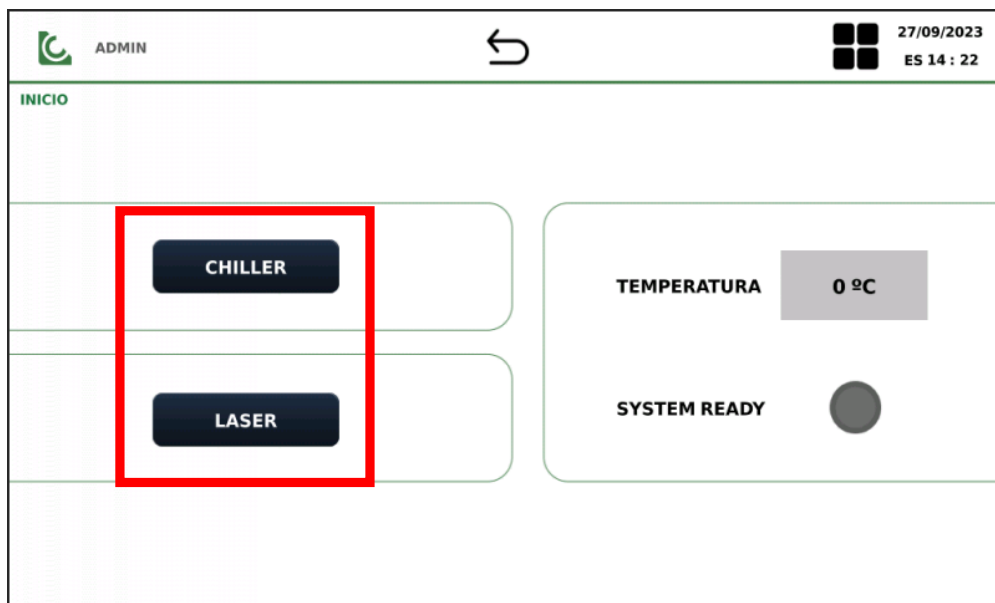 ADMIN
27/09/2023
ES 14 : 22
INICIO
CHILLER
LASER
TEMPERATURA 0 ºC
SYSTEM READY